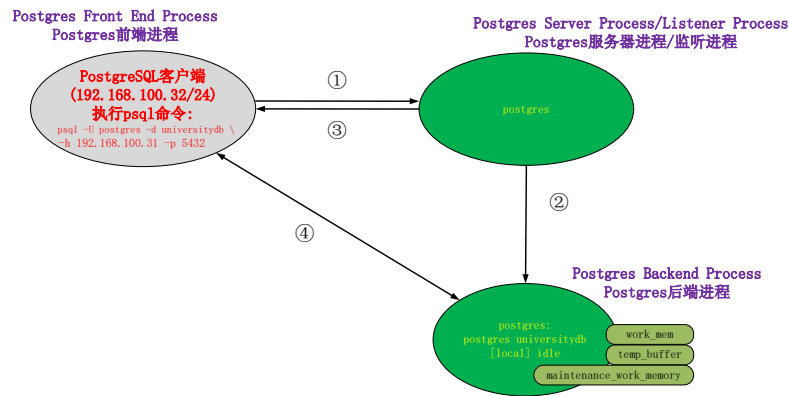 Postgres Front End Process
Postgres前端进程
Postgres Server Process/Listener Process
Postgres服务器进程/监听进程
PostgreSQL客户端
(192.168.100.32/24)
执行psql命令:
psql -U postgres -d universitydb \
-h 192.168.100.31 -p 5432
①
③
postgres
②
④
Postgres Backend Process
Postgres后端进程
postgres:
postgres universitydb
[local] idle
work_mem
temp_buffer
maintenance_work_memory